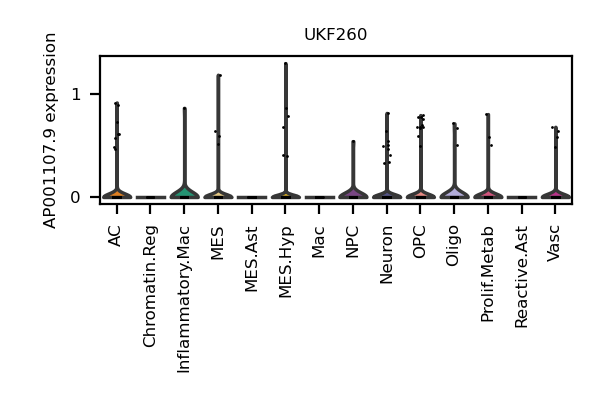 UKF260
AP001107.9 expression
1
0
AC
Chromatin.Reg
Inflammatory.Mac
MES
MES.Ast
MES.Hyp
Mac
NPC
Neuron
OPC
Oligo
Prolif.Metab
Reactive.Ast
Vasc